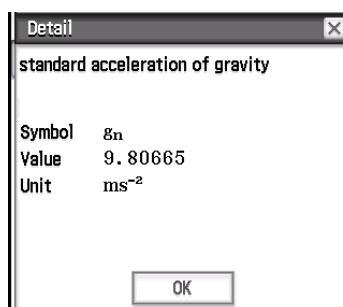 Detail
standard acceleration of gravity
Symbol gn
Value 9.80665
Unit ms⁻²
OK